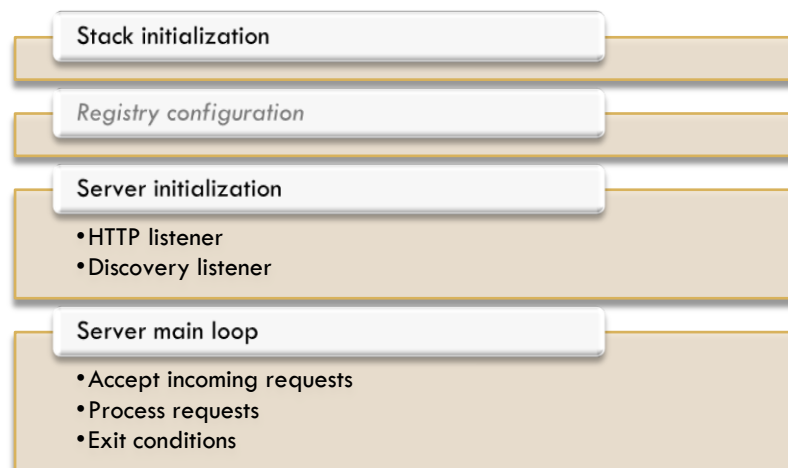 Stack initialization
Registry configuration
Server initialization
•HTTP listener
•Discovery listener
Server main loop
•Accept incoming requests
•Process requests
•Exit conditions